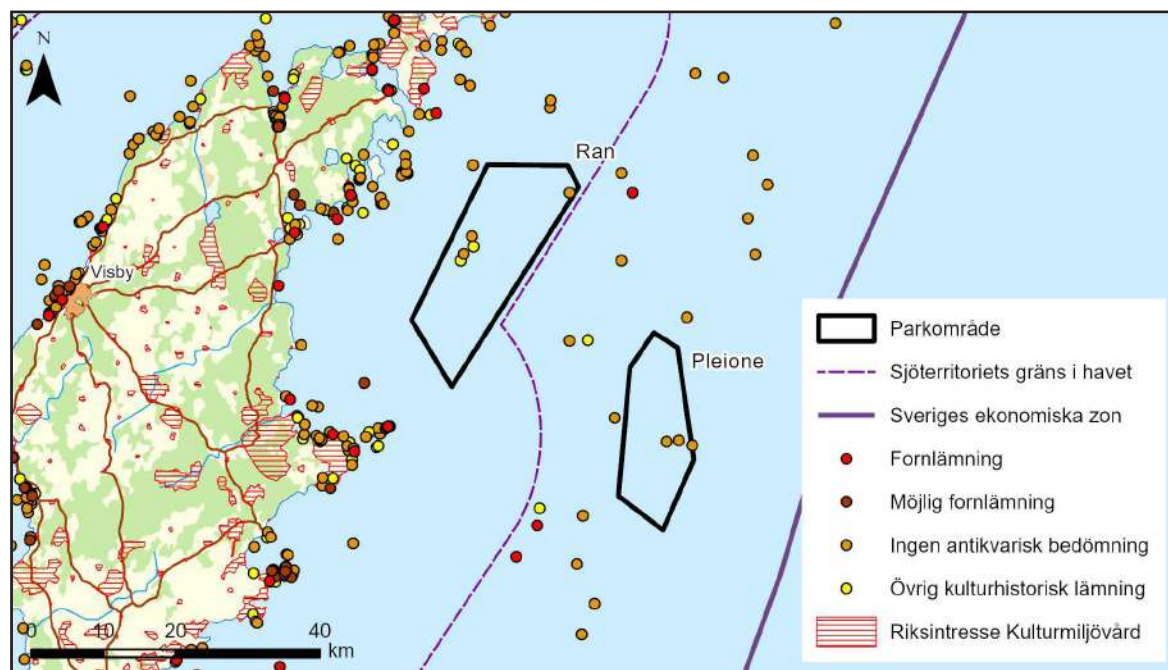 N
Ran
Visby
Pleione
Parkområde
Sjöterritoriets gräns i havet
Sveriges ekonomiska zon
Fornlämning
Möjlig fornlämning
Ingen antikvarisk bedömning
Övrig kulturhistorisk lämning
Riksintresse Kulturmiljövård
0 10 20 40
km